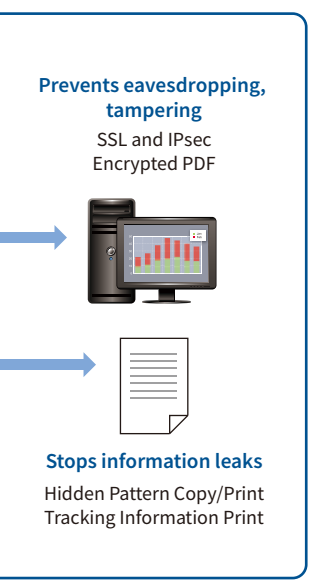 Prevents eavesdropping,
tampering
SSL and IPsec
Encrypted PDF
Stops information leaks
Hidden Pattern Copy/Print
Tracking Information Print